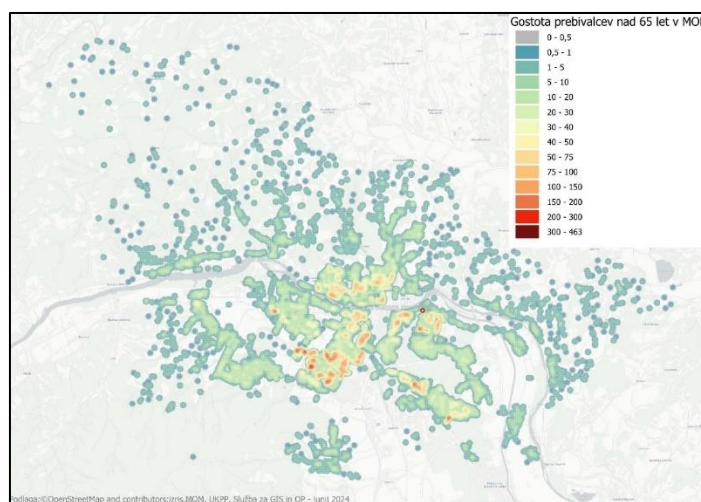 Gostota prebivalcev nad 65 let v MOM
0 - 0,5
0,5 - 1
1 - 5
5 - 10
10 - 20
20 - 30
30 - 40
40 - 50
50 - 75
75 - 100
100 - 150
150 - 200
200 - 300
300 - 463
Podlaga:©OpenStreetMap and contributors;izris:MOM, UKPP, Služba za GIS in OP - junij 2024